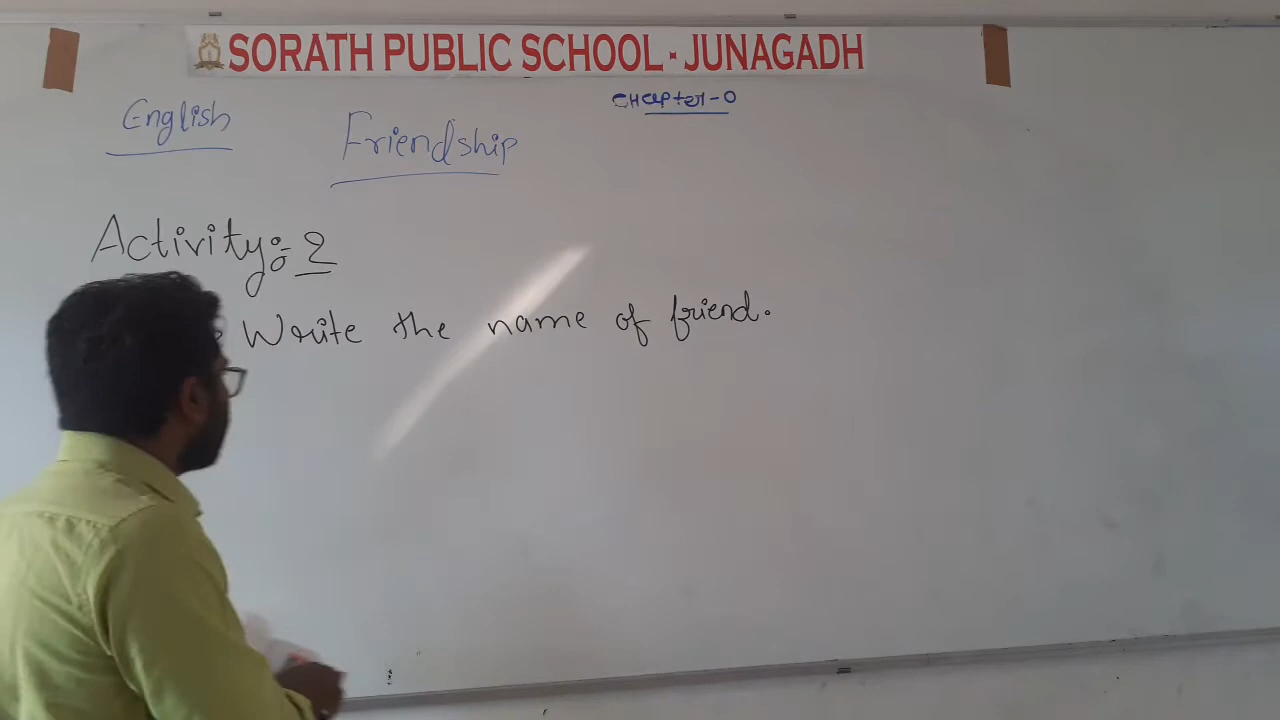 SORATH PUBLIC SCHOOL - JUNAGADH
CHapter-0
English
Friendship
Activity:- 2
Write the name of friend.